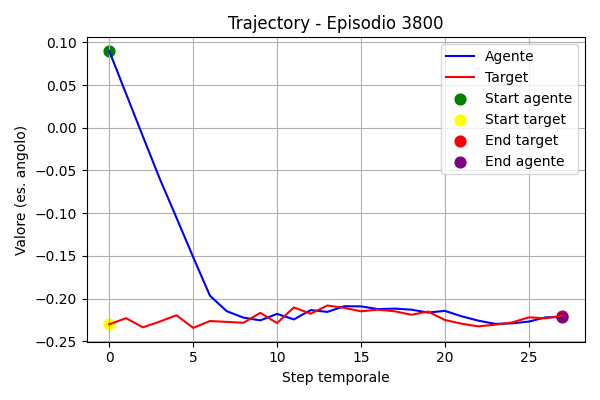 Trajectory - Episodio 3800
Agente
Target
Start agente
Start target
End target
End agente
Valore (es. angolo)
0.10
0.05
0.00
−0.05
−0.10
−0.15
−0.20
−0.25
0 5 10 15 20 25
Step temporale